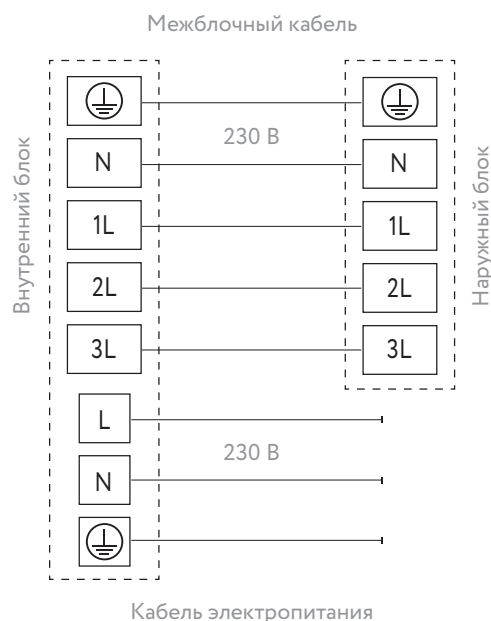 Межблочный кабель
Внутренний блок
Наружный блок
230 В
N
N
1L
1L
2L
2L
3L
3L
L
230 В
N
Кабель электропитания